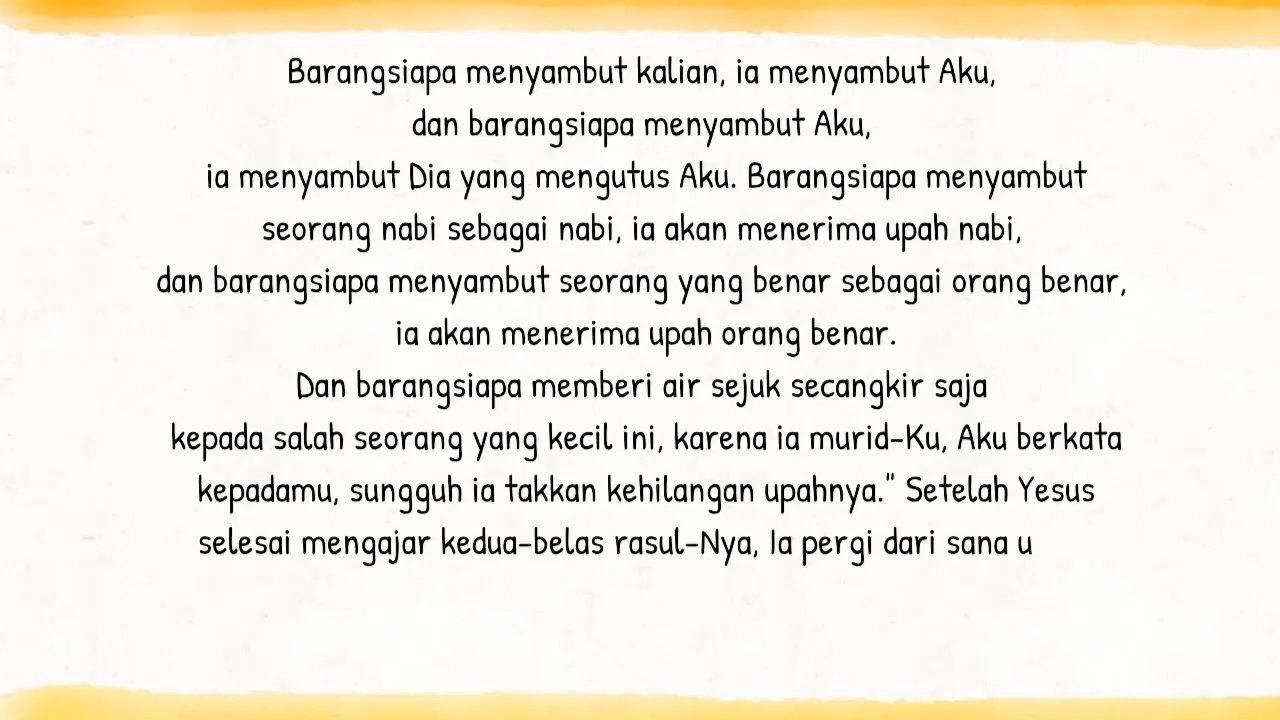 Barangsiapa menyambut kalian, ia menyambut Aku,
dan barangsiapa menyambut Aku,
ia menyambut Dia yang mengutus Aku. Barangsiapa menyambut
seorang nabi sebagai nabi, ia akan menerima upah nabi,
dan barangsiapa menyambut seorang yang benar sebagai orang benar,
ia akan menerima upah orang benar.
Dan barangsiapa memberi air sejuk secangkir saja
kepada salah seorang yang kecil ini, karena ia murid-Ku, Aku berkata
kepadamu, sungguh ia takkan kehilangan upahnya." Setelah Yesus
selesai mengajar kedua-belas rasul-Nya, Ia pergi dari sana u